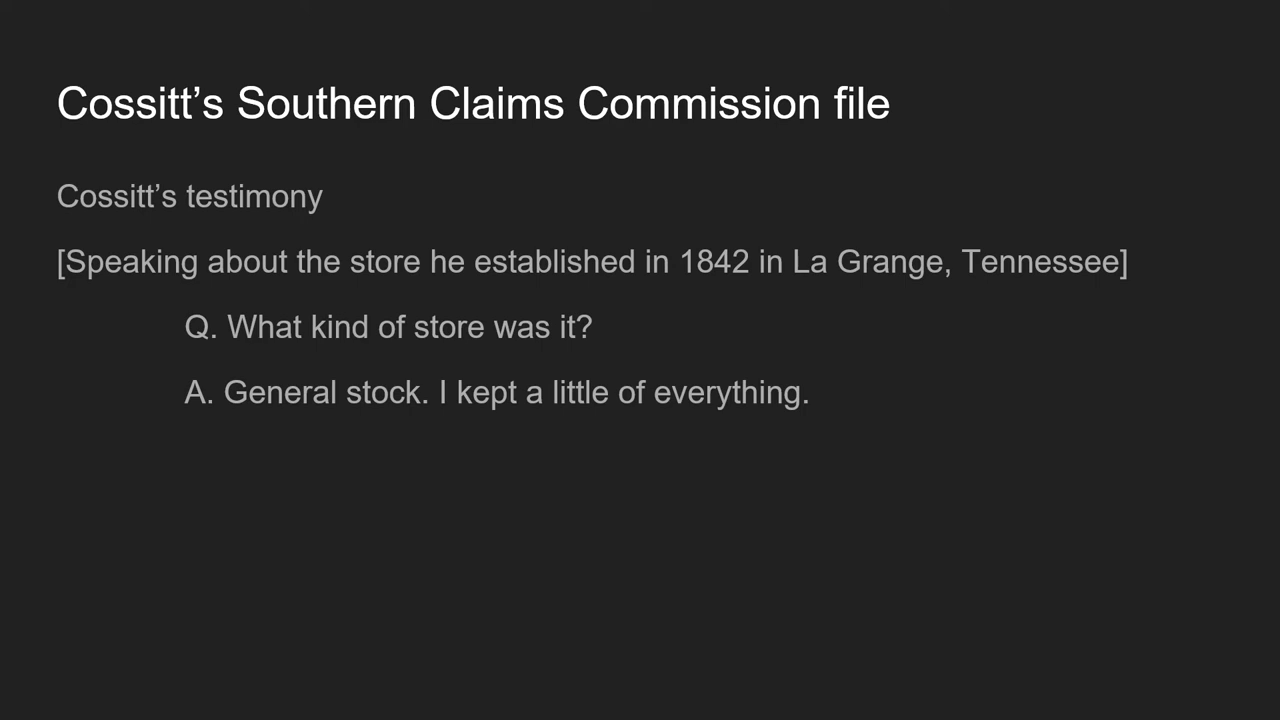 Cossitt’s Southern Claims Commission file
Cossitt’s testimony
[Speaking about the store he established in 1842 in La Grange, Tennessee]
Q. What kind of store was it?
A. General stock. I kept a little of everything.